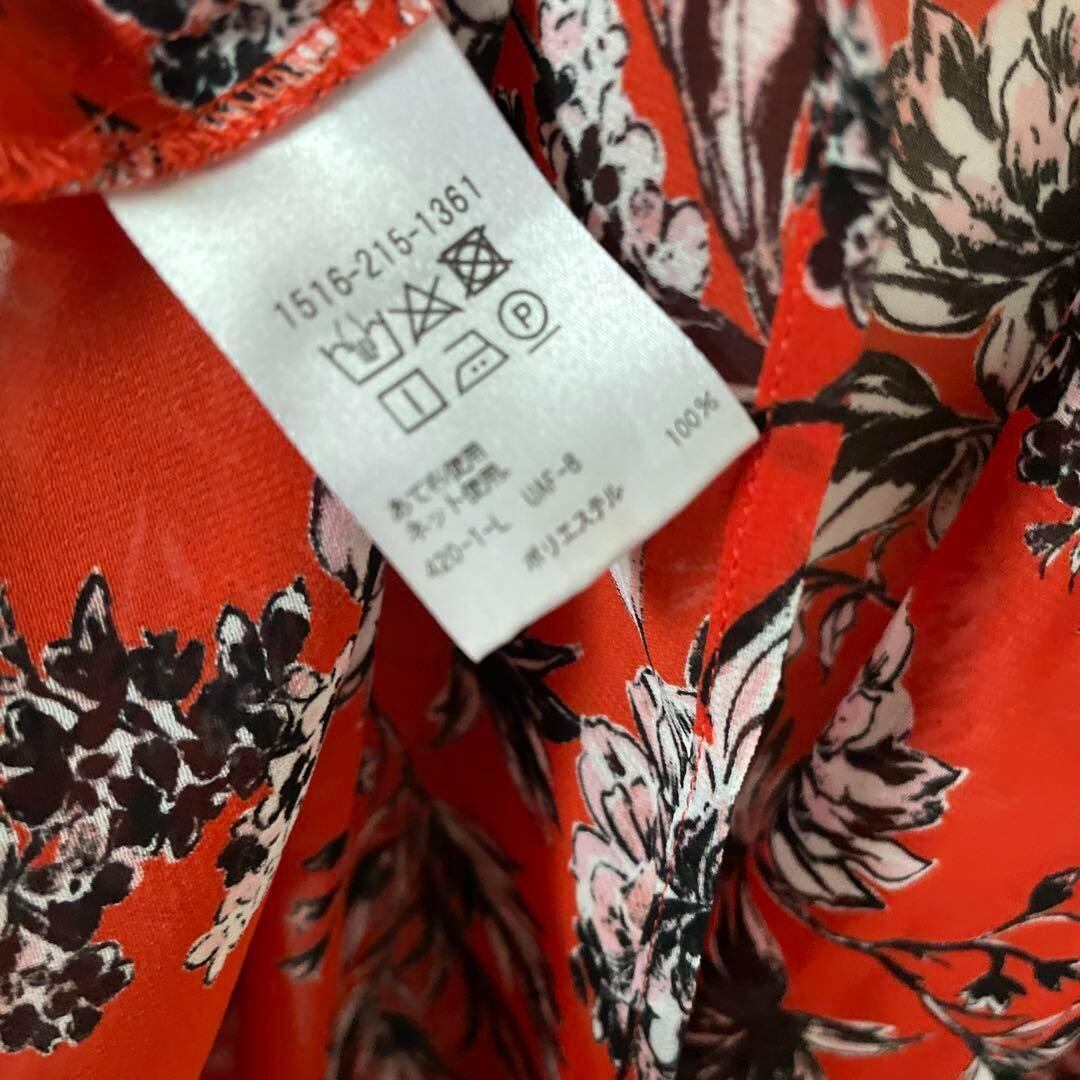 1516-215-1361
P
あて布使用
ネット使用。
420-1-L UAF-8
ポリエステル 100%